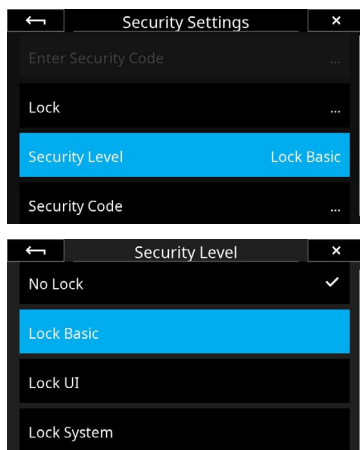 Security Settings
Enter Security Code ...
Lock ...
Security Level Lock Basic
Security Code ...
Security Level
No Lock
Lock Basic
Lock UI
Lock System